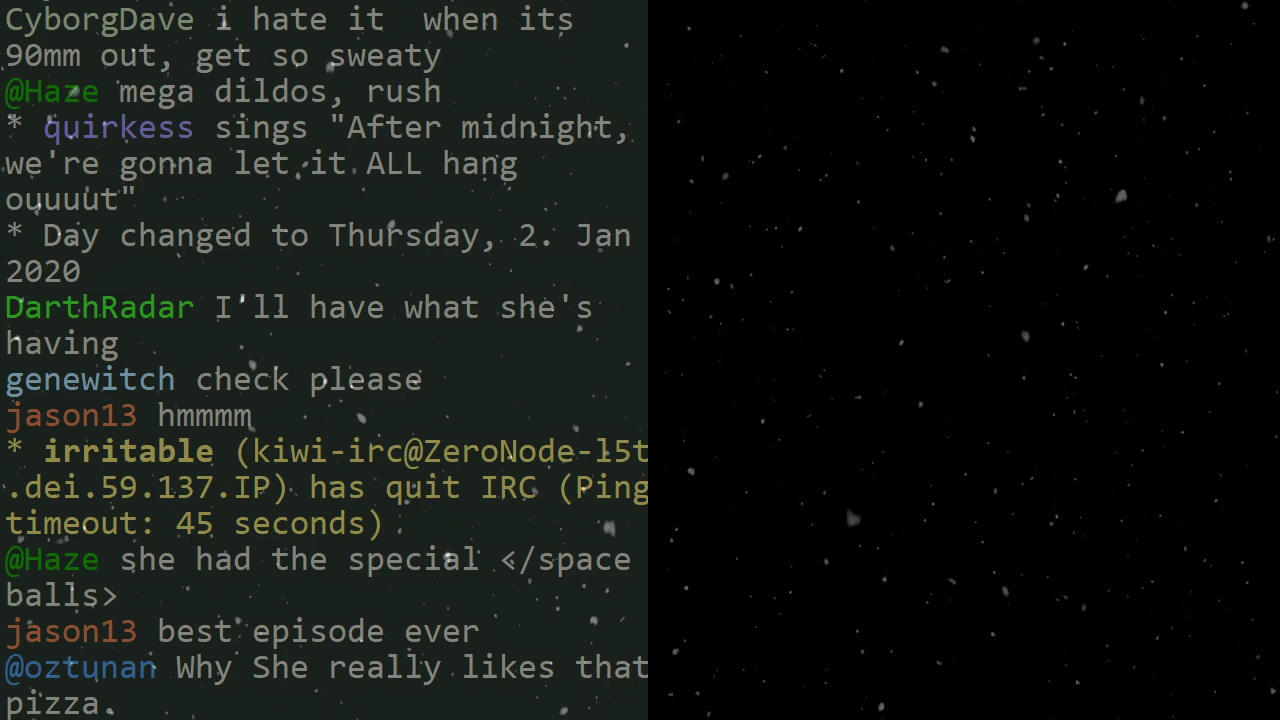 CyborgDave i hate it  when its
90mm out, get so sweaty
@Haze mega dildos, rush
* quirkess sings "After midnight,
we're gonna let it ALL hang
ouuuut"
* Day changed to Thursday, 2. Jan
2020
DarthRadar I'll have what she's
having
genewitch check please
jason13 hmmmm
* irritable (kiwi-irc@ZeroNode-l5t
.dei.59.137.IP) has quit IRC (Ping
timeout: 45 seconds)
@Haze she had the special </space
balls>
jason13 best episode ever
@oztunan Why She really likes that
pizza.